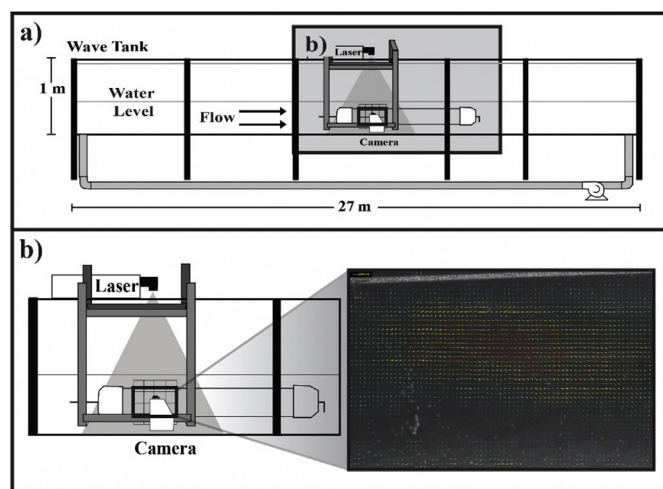 a)
Wave Tank
b)
Laser
1 m
Water
Level
Flow
Camera
27 m
b)
Laser
Camera